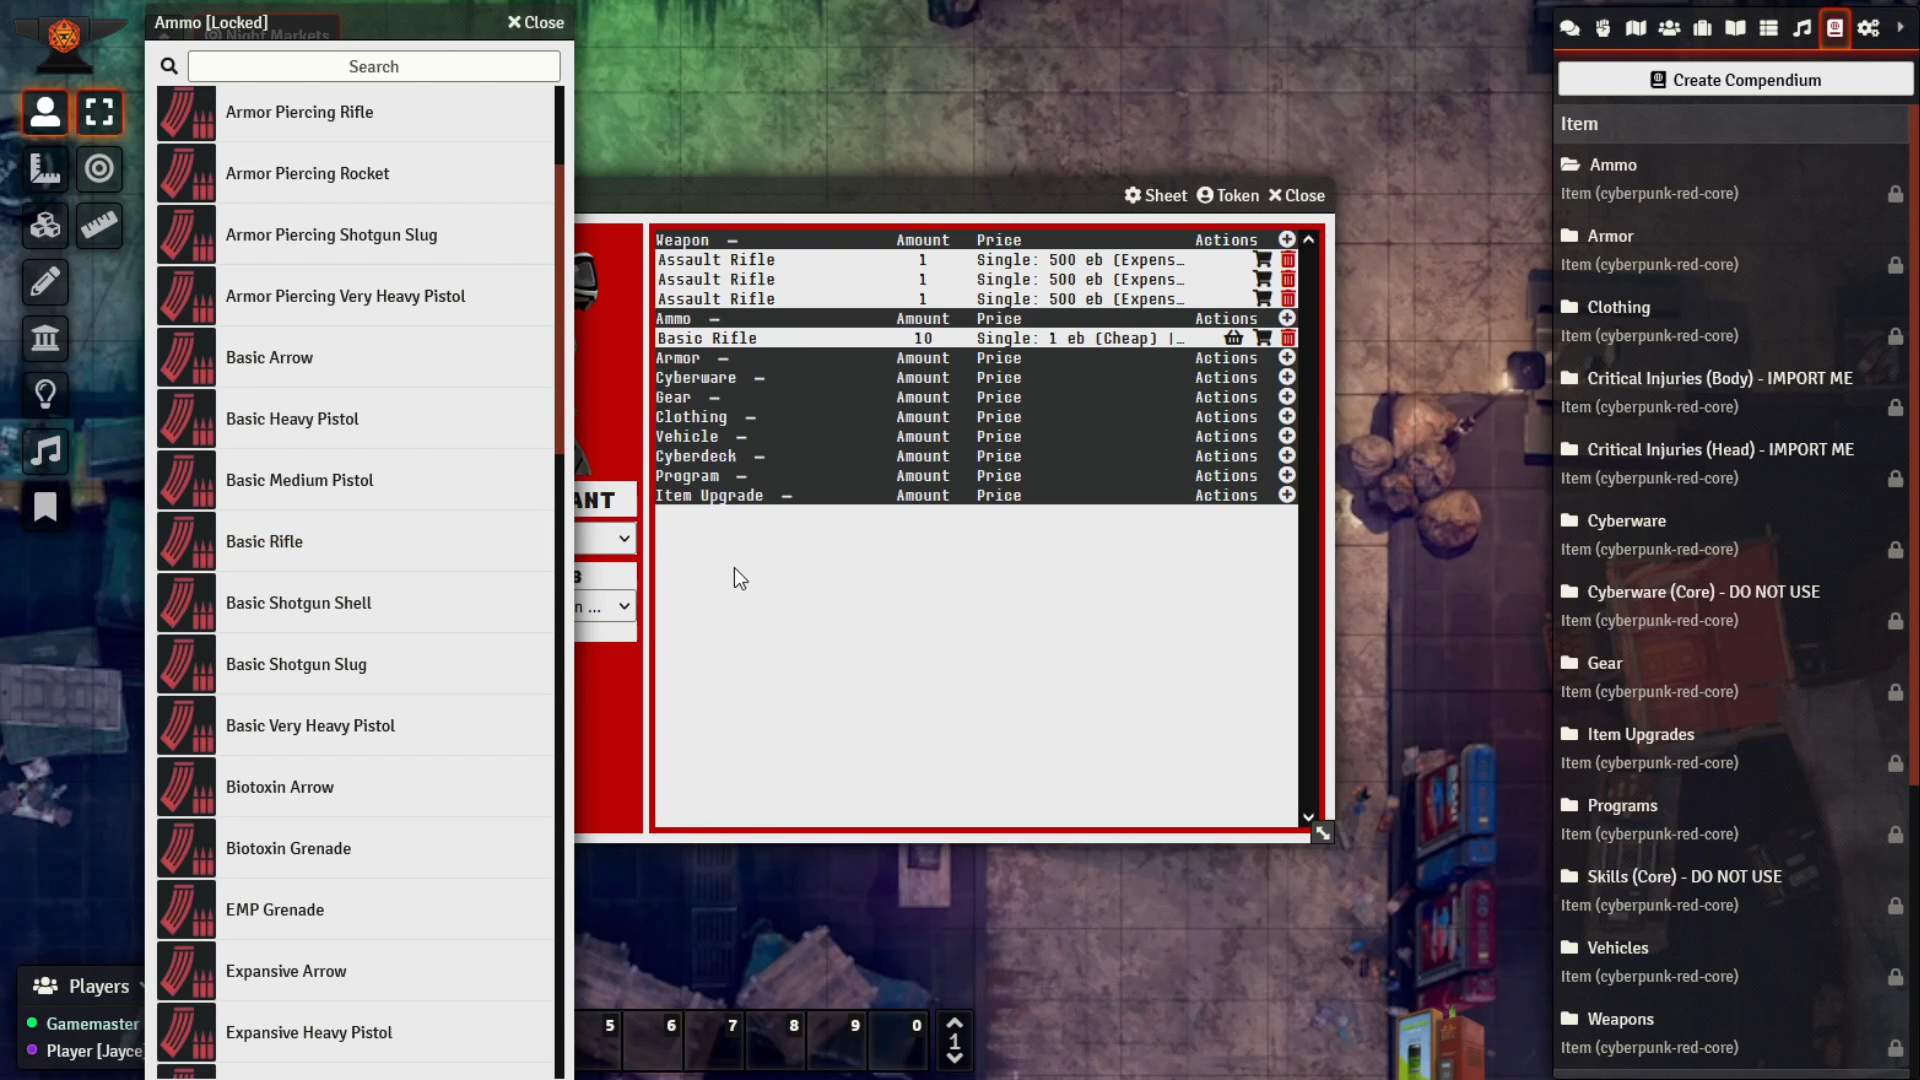 Ammo [Locked]
Close
Night Markets
Search
Armor Piercing Rifle
Armor Piercing Rocket
Armor Piercing Shotgun Slug
Armor Piercing Very Heavy Pistol
Basic Arrow
Basic Heavy Pistol
Basic Medium Pistol
Basic Rifle
Basic Shotgun Shell
Basic Shotgun Slug
Basic Very Heavy Pistol
Biotoxin Arrow
Biotoxin Grenade
EMP Grenade
Expansive Arrow
Expansive Heavy Pistol
Players
Gamemaster
Player [Jayce
Sheet Token Close
ANT
n ...
Weapon – Amount Price Actions
Assault Rifle 1 Single: 500 eb (Expens…
Assault Rifle 1 Single: 500 eb (Expens…
Assault Rifle 1 Single: 500 eb (Expens…
Ammo – Amount Price Actions
Basic Rifle 10 Single: 1 eb (Cheap) |…
Armor – Amount Price Actions
Cyberware – Amount Price Actions
Gear – Amount Price Actions
Clothing – Amount Price Actions
Vehicle – Amount Price Actions
Cyberdeck – Amount Price Actions
Program – Amount Price Actions
Item Upgrade – Amount Price Actions
5 6 7 8 9 0 1
Create Compendium
Item
Ammo
Item (cyberpunk-red-core)
Armor
Item (cyberpunk-red-core)
Clothing
Item (cyberpunk-red-core)
Critical Injuries (Body) - IMPORT ME
Item (cyberpunk-red-core)
Critical Injuries (Head) - IMPORT ME
Item (cyberpunk-red-core)
Cyberware
Item (cyberpunk-red-core)
Cyberware (Core) - DO NOT USE
Item (cyberpunk-red-core)
Gear
Item (cyberpunk-red-core)
Item Upgrades
Item (cyberpunk-red-core)
Programs
Item (cyberpunk-red-core)
Skills (Core) - DO NOT USE
Item (cyberpunk-red-core)
Vehicles
Item (cyberpunk-red-core)
Weapons
Item (cyberpunk-red-core)